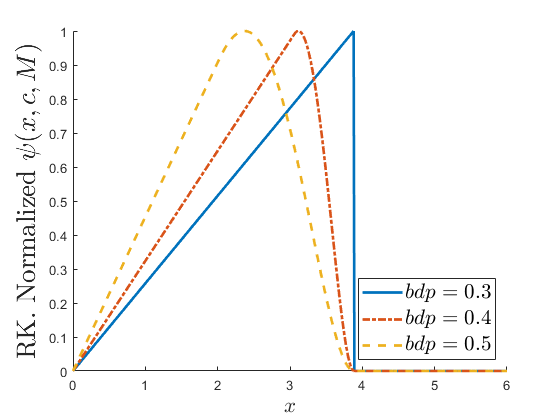 RK. Normalized ψ(x, c, M)
1
0.9
0.8
0.7
0.6
0.5
0.4
0.3
0.2
0.1
0
0 1 2 3 4 5 6
x
bdp = 0.3
bdp = 0.4
bdp = 0.5